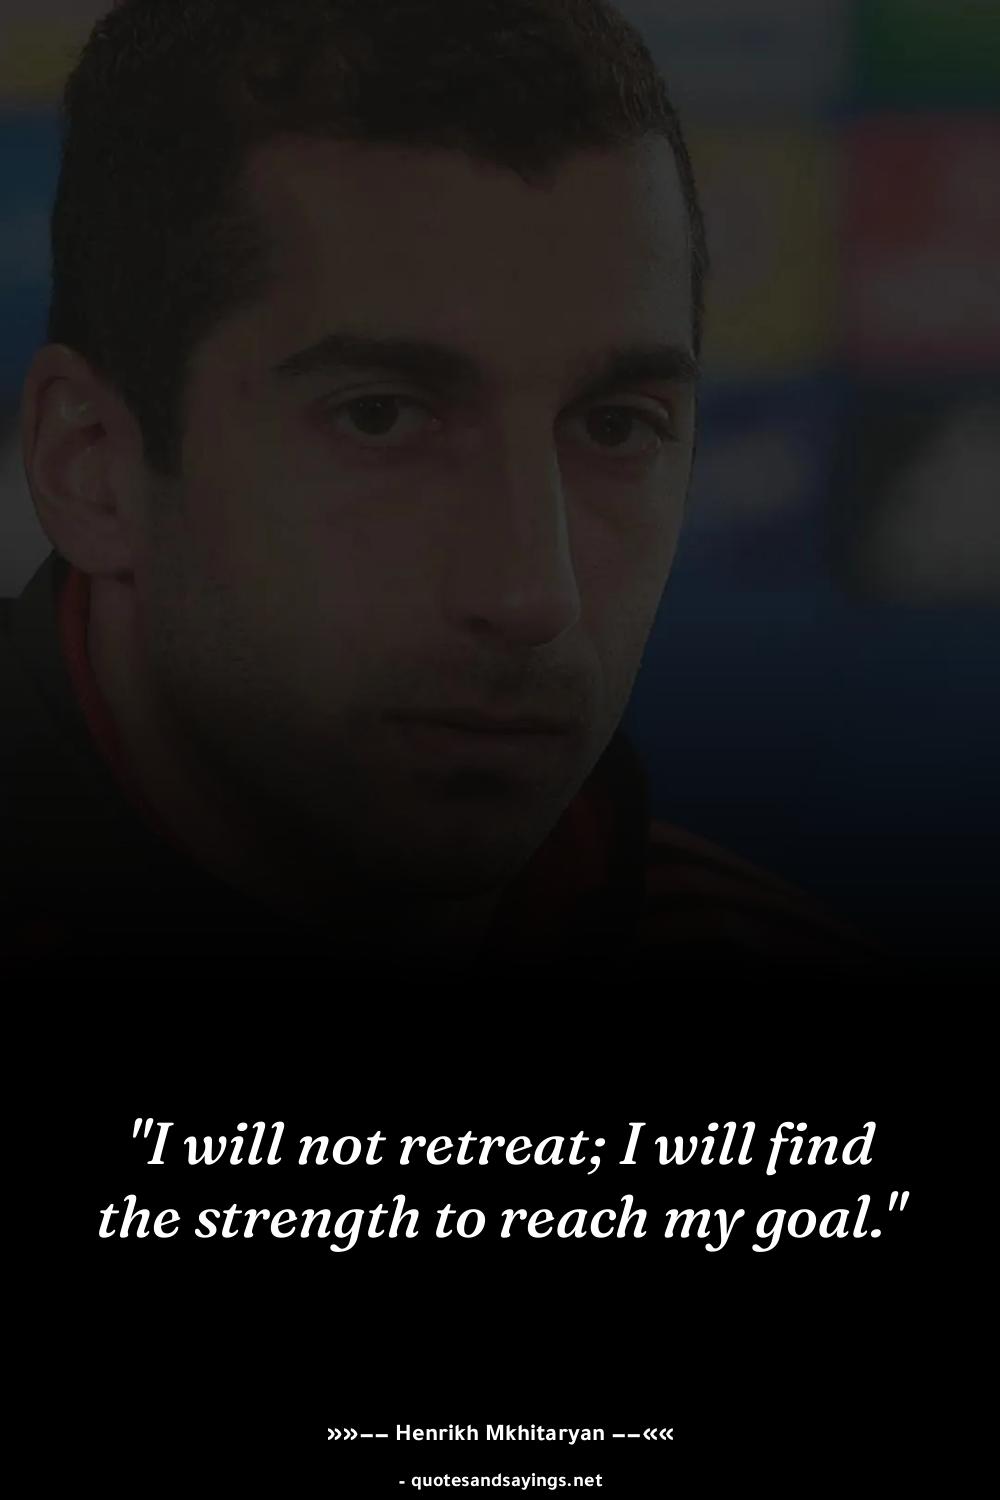 "I will not retreat; I will find
the strength to reach my goal."
»»−− Henrikh Mkhitaryan −−««
- quotesandsayings.net